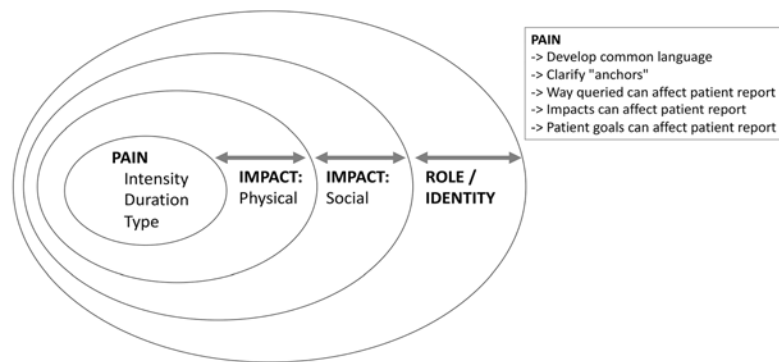 PAIN
Intensity
Duration
Type
IMPACT:
Physical
IMPACT:
Social
ROLE /
IDENTITY
PAIN
-> Develop common language
-> Clarify "anchors"
-> Way queried can affect patient report
-> Impacts can affect patient report
-> Patient goals can affect patient report